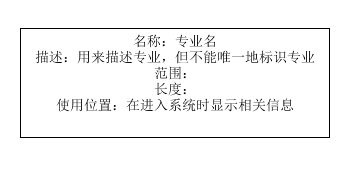 名称：专业名
描述：用来描述专业，但不能唯一地标识专业
范围：
长度：
使用位置：在进入系统时显示相关信息